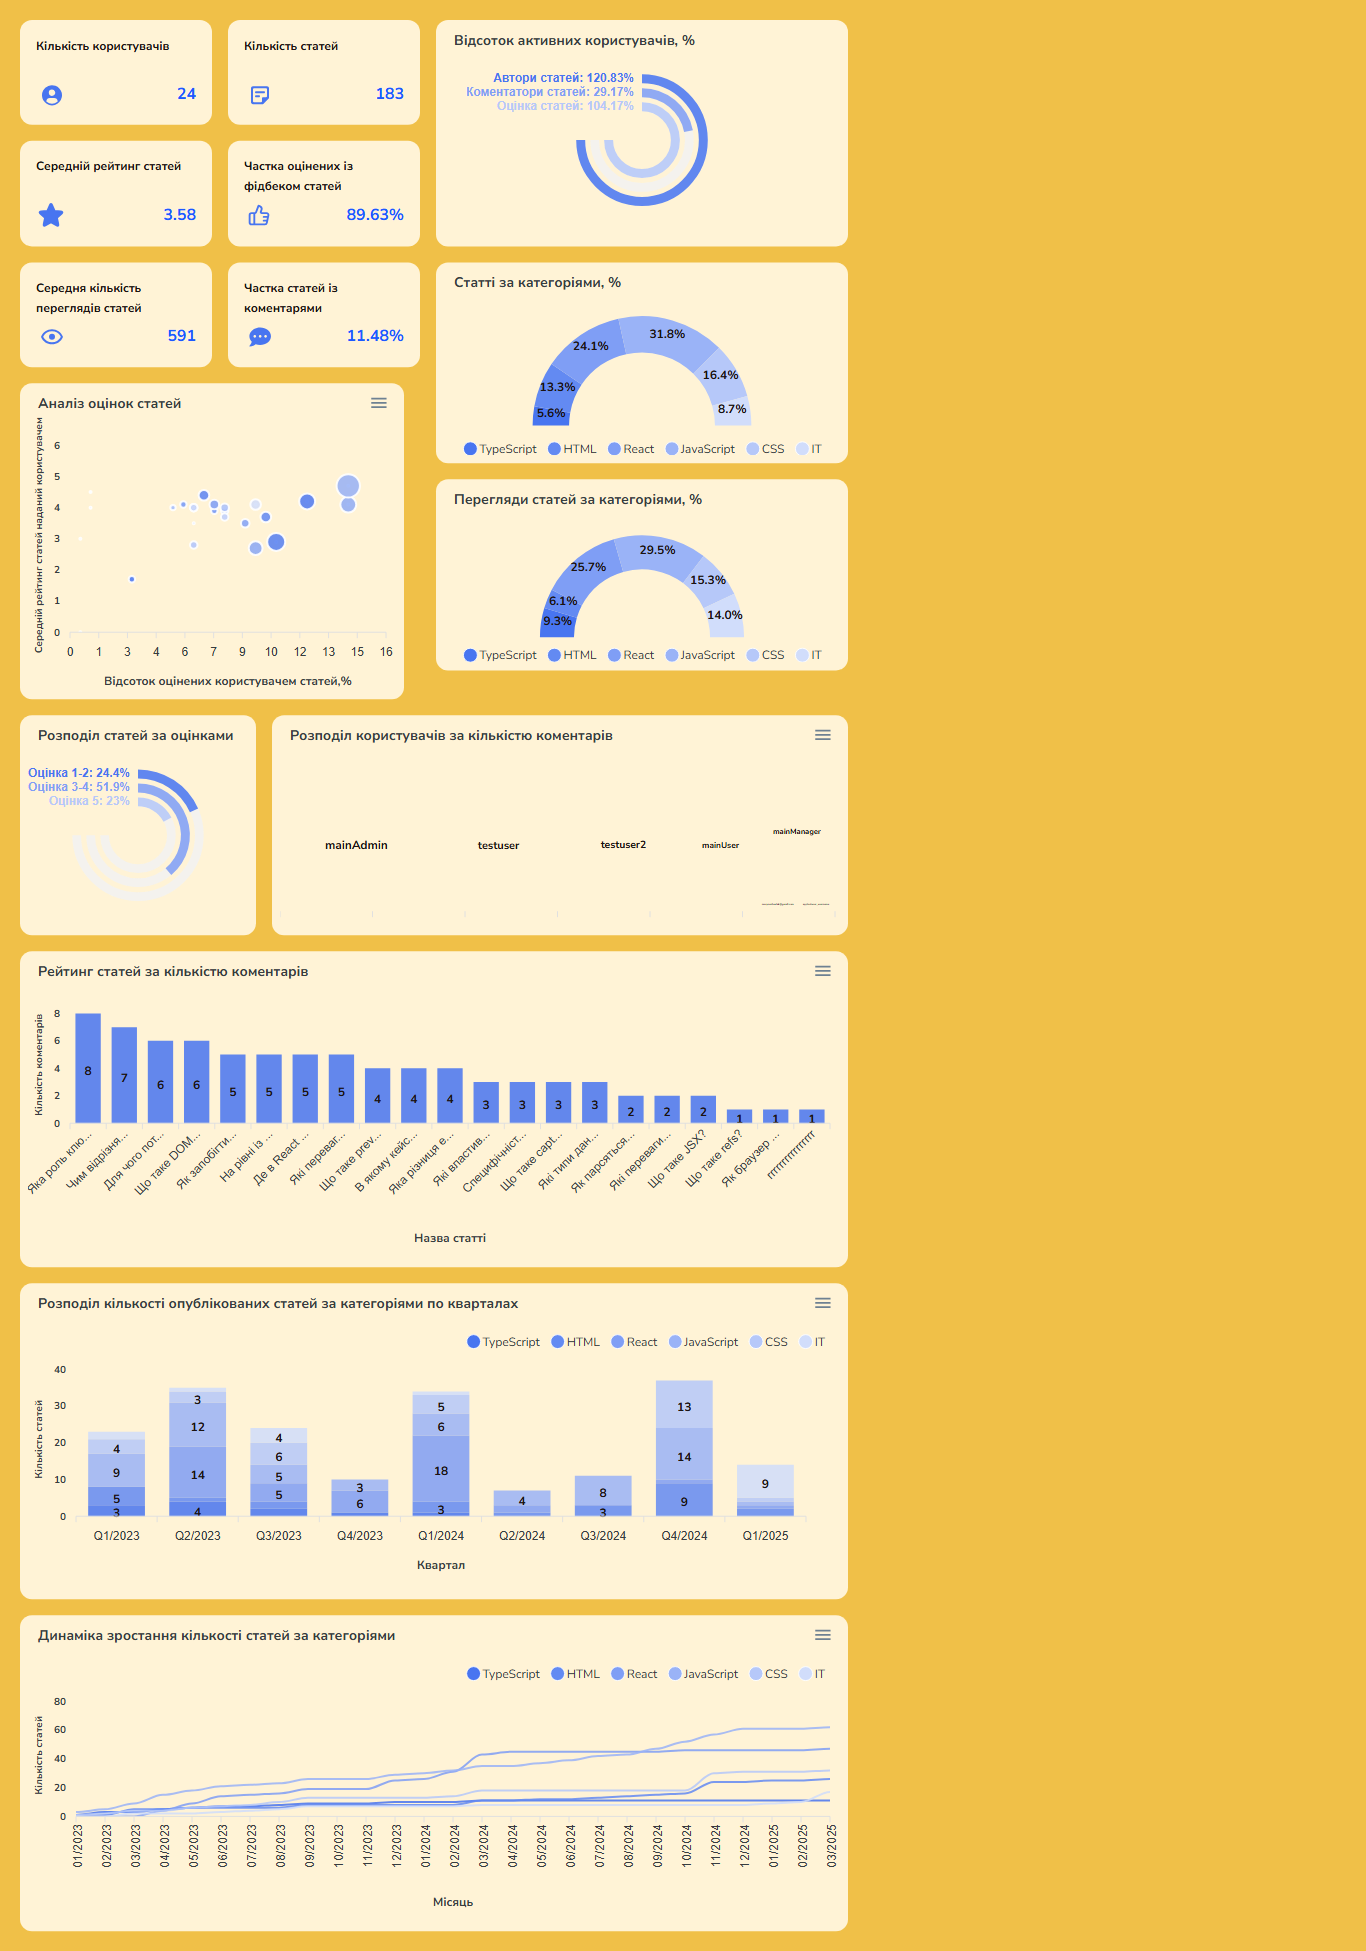 Кількість користувачів
24
Кількість статей
183
Середній рейтинг статей
3.58
Частка оцінених із
фідбеком статей
89.63%
Середня кількість
переглядів статей
591
Частка статей із
коментарями
11.48%
Відсоток активних користувачів, %
Автори статей: 120.83%
Коментатори статей: 29.17%
Оцінка статей: 104.17%
Статті за категоріями, %
5.6%
13.3%
24.1%
31.8%
16.4%
8.7%
TypeScript HTML React JavaScript CSS IT
Аналіз оцінок статей
Середній рейтинг статей наданий користувачем
6
5
4
3
2
1
0
0 1 3 4 6 7 9 10 12 13 15 16
Відсоток оцінених користувачем статей,%
Перегляди статей за категоріями, %
9.3%
6.1%
25.7%
29.5%
15.3%
14.0%
TypeScript HTML React JavaScript CSS IT
Розподіл статей за оцінками
Оцінка 1-2: 24.4%
Оцінка 3-4: 51.9%
Оцінка 5: 23%
Розподіл користувачів за кількістю коментарів
mainAdmin
testuser
testuser2
mainUser
mainManager
Рейтинг статей за кількістю коментарів
Кількість коментарів
8
6
4
2
0
8 7 6 6 5 5 5 5 4 4 4 3 3 3 3 2 2 2 1 1 1
Яка роль клю...
Чим відрізня...
Для чого пот...
Що таке DOM...
Як запобігти...
На рівні із ...
Де в React ...
Які переваг...
Що таке prev...
В якому кейс...
Яка різниця е...
Які властив...
Специфічніст...
Що таке capt...
Які типи дан...
Як парсяться...
Які переваги...
Що таке JSX?
Що таке refs?
Як браузер ...
rrrrrrrrrrrrr
Назва статті
Розподіл кількості опублікованих статей за категоріями по кварталах
TypeScript HTML React JavaScript CSS IT
Кількість статей
40
30
20
10
0
4
9
5
3
3
12
14
4
4
6
5
5
3
6
5
6
18
3
4
8
3
13
14
9
9
Q1/2023 Q2/2023 Q3/2023 Q4/2023 Q1/2024 Q2/2024 Q3/2024 Q4/2024 Q1/2025
Квартал
Динаміка зростання кількості статей за категоріями
TypeScript HTML React JavaScript CSS IT
Кількість статей
80
60
40
20
0
01/2023 02/2023 03/2023 04/2023 05/2023 06/2023 07/2023 08/2023 09/2023 10/2023 11/2023 12/2023 01/2024 02/2024 03/2024 04/2024 05/2024 06/2024 07/2024 08/2024 09/2024 10/2024 11/2024 12/2024 01/2025 02/2025 03/2025
Місяць